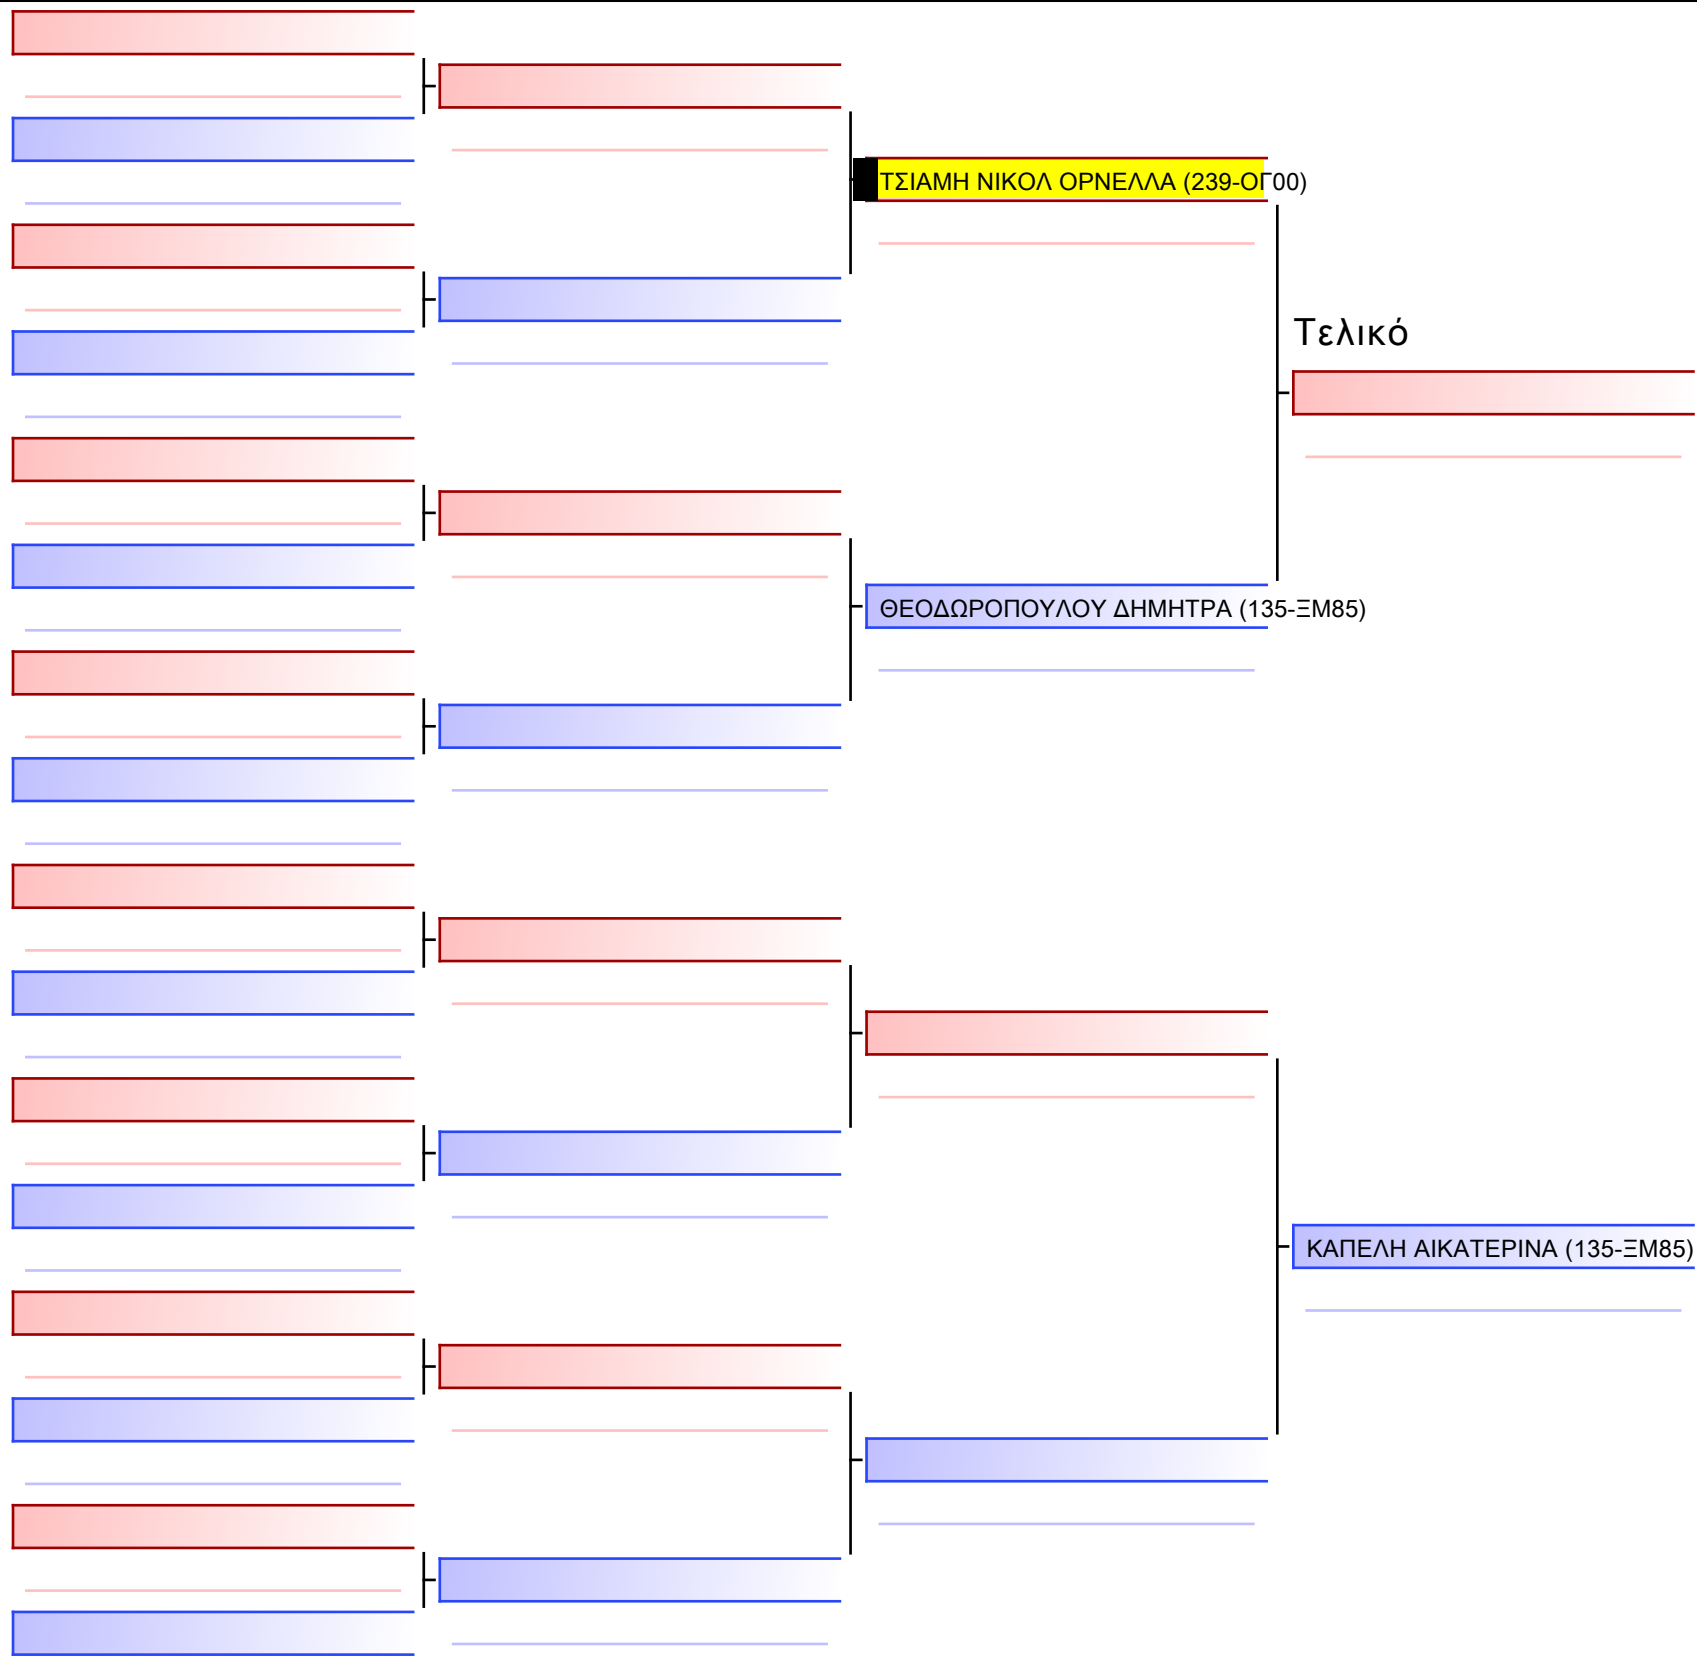 ΤΣΙΑΜΗ ΝΙΚΟΛ ΟΡΝΕΛΛΑ (239-ΟΓ00)
Τελικό
ΘΕΟΔΩΡΟΠΟΥΛΟΥ ΔΗΜΗΤΡΑ (135-ΞΜ85)
ΚΑΠΕΛΗ ΑΙΚΑΤΕΡΙΝΑ (135-ΞΜ85)